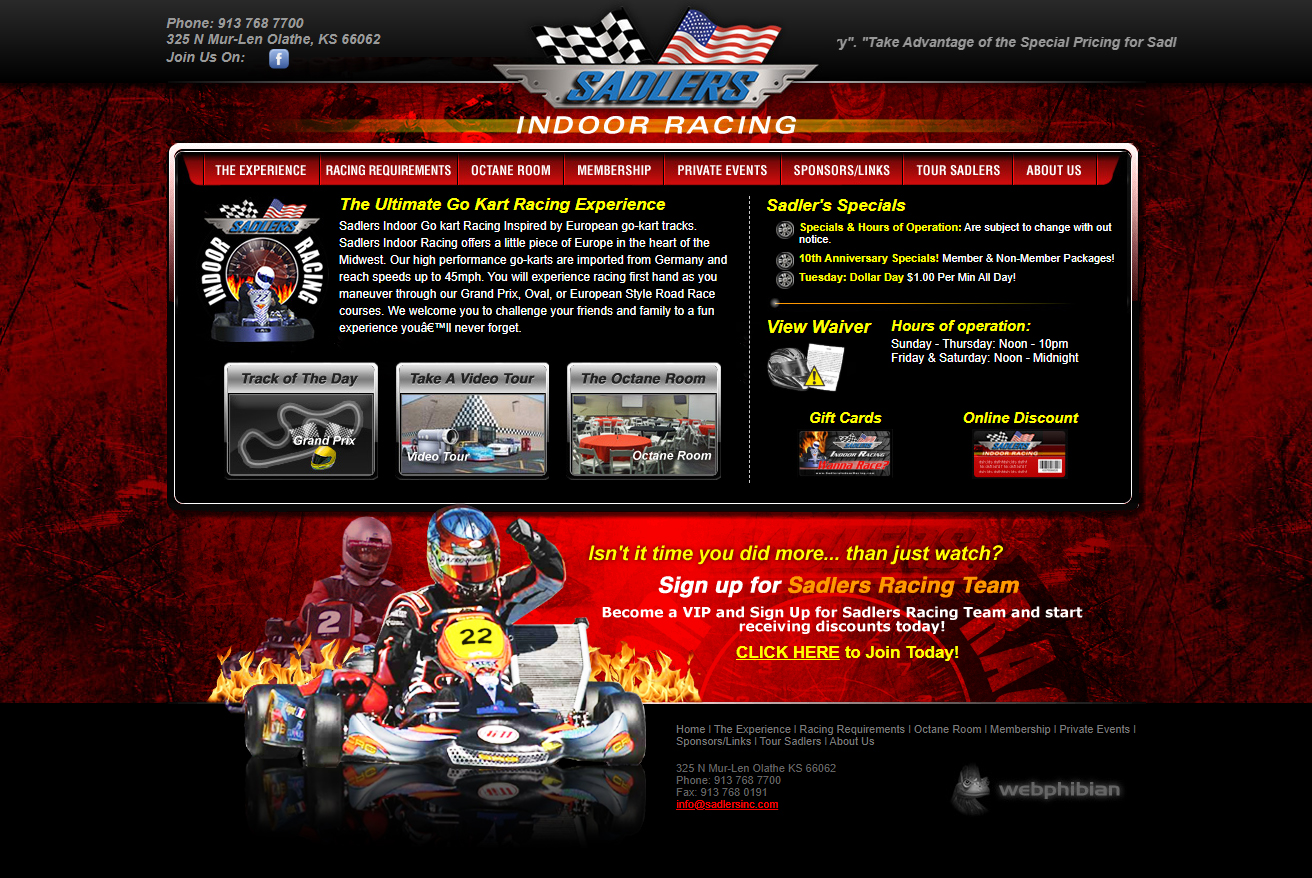 Phone: 913 768 7700
325 N Mur-Len Olathe, KS 66062
Join Us On:
f
y". "Take Advantage of the Special Pricing for Sadl
SADLERS
INDOOR RACING
THE EXPERIENCE
RACING REQUIREMENTS
OCTANE ROOM
MEMBERSHIP
PRIVATE EVENTS
SPONSORS/LINKS
TOUR SADLERS
ABOUT US
SADLERS
INDOOR RACING
22
The Ultimate Go Kart Racing Experience
Sadlers Indoor Go kart Racing Inspired by European go-kart tracks.
Sadlers Indoor Racing offers a little piece of Europe in the heart of the
Midwest. Our high performance go-karts are imported from Germany and
reach speeds up to 45mph. You will experience racing first hand as you
maneuver through our Grand Prix, Oval, or European Style Road Race
courses. We welcome you to challenge your friends and family to a fun
experience youâ€™ll never forget.
Track of The Day
Grand Prix
Take A Video Tour
Video Tour
The Octane Room
Octane Room
Sadler's Specials
Specials & Hours of Operation: Are subject to change with out
notice.
10th Anniversary Specials! Member & Non-Member Packages!
Tuesday: Dollar Day $1.00 Per Min All Day!
View Waiver
Hours of operation:
Sunday - Thursday: Noon - 10pm
Friday & Saturday: Noon - Midnight
Gift Cards
INDOOR RACING
Wanna Race?
Online Discount
INDOOR RACING
Isn't it time you did more... than just watch?
Sign up for Sadlers Racing Team
Become a VIP and Sign Up for Sadlers Racing Team and start
receiving discounts today!
CLICK HERE to Join Today!
2
22
Home | The Experience | Racing Requirements | Octane Room | Membership | Private Events |
Sponsors/Links | Tour Sadlers | About Us
325 N Mur-Len Olathe KS 66062
Phone: 913 768 7700
Fax: 913 768 0191
info@sadlersinc.com
webphibian